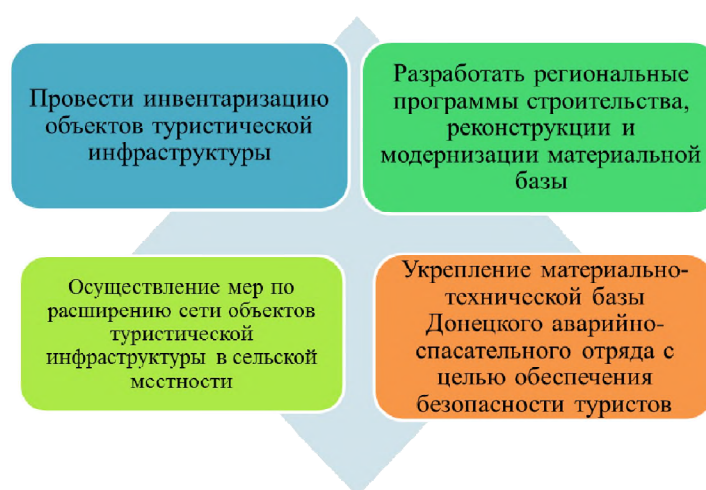 Провести инвентаризацию
объектов туристической
инфраструктуры
Разработать региональные
программы строительства,
реконструкции и
модернизации материальной
базы
Осуществление мер по
расширению сети объектов
туристической
инфраструктуры в сельской
местности
Укрепление материально-
технической базы
Донецкого аварийно-
спасательного отряда с
целью обеспечения
безопасности туристов